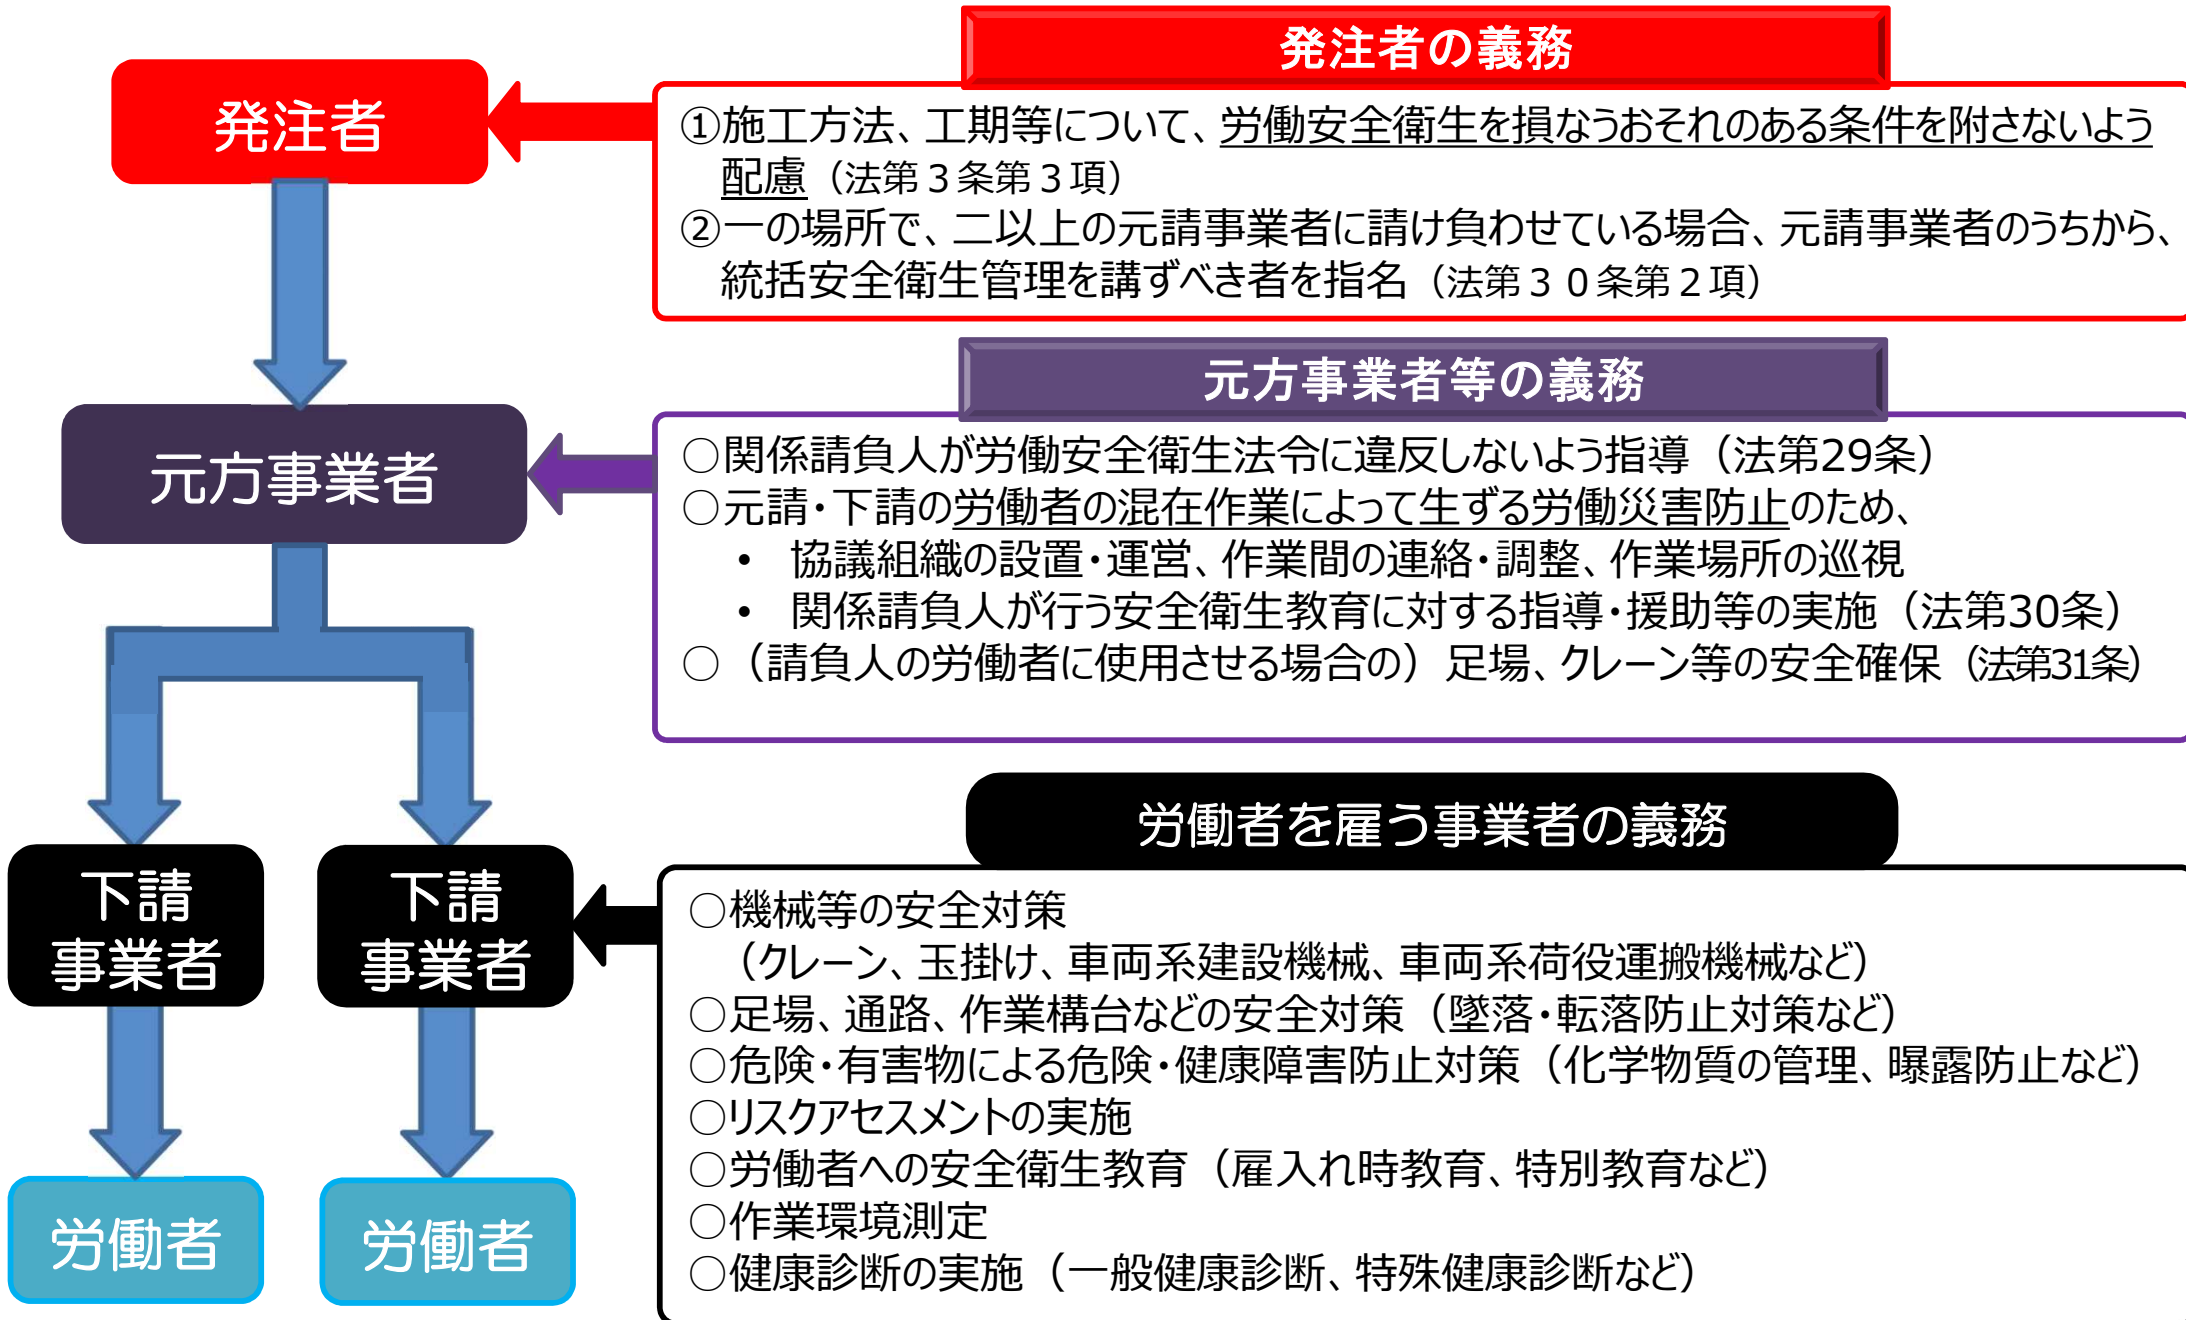 発注者の義務
発注者
①施工方法、工期等について、労働安全衛生を損なうおそれのある条件を附さないよう
配慮（法第３条第３項）
②一の場所で、二以上の元請事業者に請け負わせている場合、元請事業者のうちから、
統括安全衛生管理を講ずべき者を指名（法第３０条第２項）
元方事業者等の義務
元方事業者
○関係請負人が労働安全衛生法令に違反しないよう指導（法第29条）
○元請・下請の労働者の混在作業によって生ずる労働災害防止のため、
• 協議組織の設置・運営、作業間の連絡・調整、作業場所の巡視
• 関係請負人が行う安全衛生教育に対する指導・援助等の実施（法第30条）
○（請負人の労働者に使用させる場合の）足場、クレーン等の安全確保（法第31条）
労働者を雇う事業者の義務
下請
事業者
下請
事業者
○機械等の安全対策
（クレーン、玉掛け、車両系建設機械、車両系荷役運搬機械など）
○足場、通路、作業構台などの安全対策（墜落・転落防止対策など）
○危険・有害物による危険・健康障害防止対策（化学物質の管理、曝露防止など）
○リスクアセスメントの実施
○労働者への安全衛生教育（雇入れ時教育、特別教育など）
○作業環境測定
○健康診断の実施（一般健康診断、特殊健康診断など）
労働者
労働者